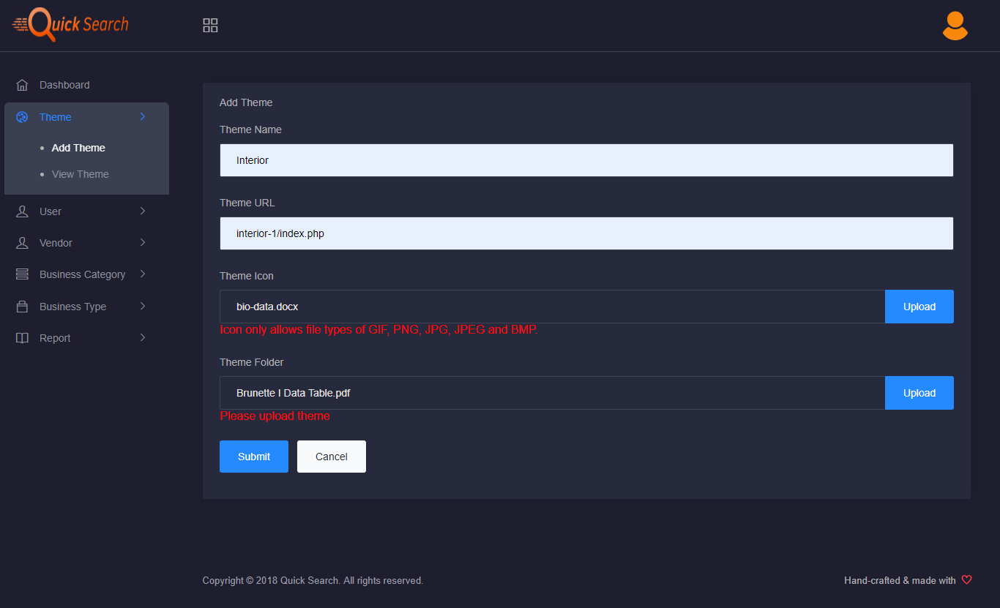 Quick Search
Dashboard
Theme
Add Theme
View Theme
User
Vendor
Business Category
Business Type
Report
Add Theme
Theme Name
Interior
Theme URL
interior-1/index.php
Theme Icon
bio-data.docx
Upload
Icon only allows file types of GIF, PNG, JPG, JPEG and BMP.
Theme Folder
Brunette I Data Table.pdf
Upload
Please upload theme
Submit Cancel
Copyright © 2018 Quick Search. All rights reserved.
Hand-crafted & made with